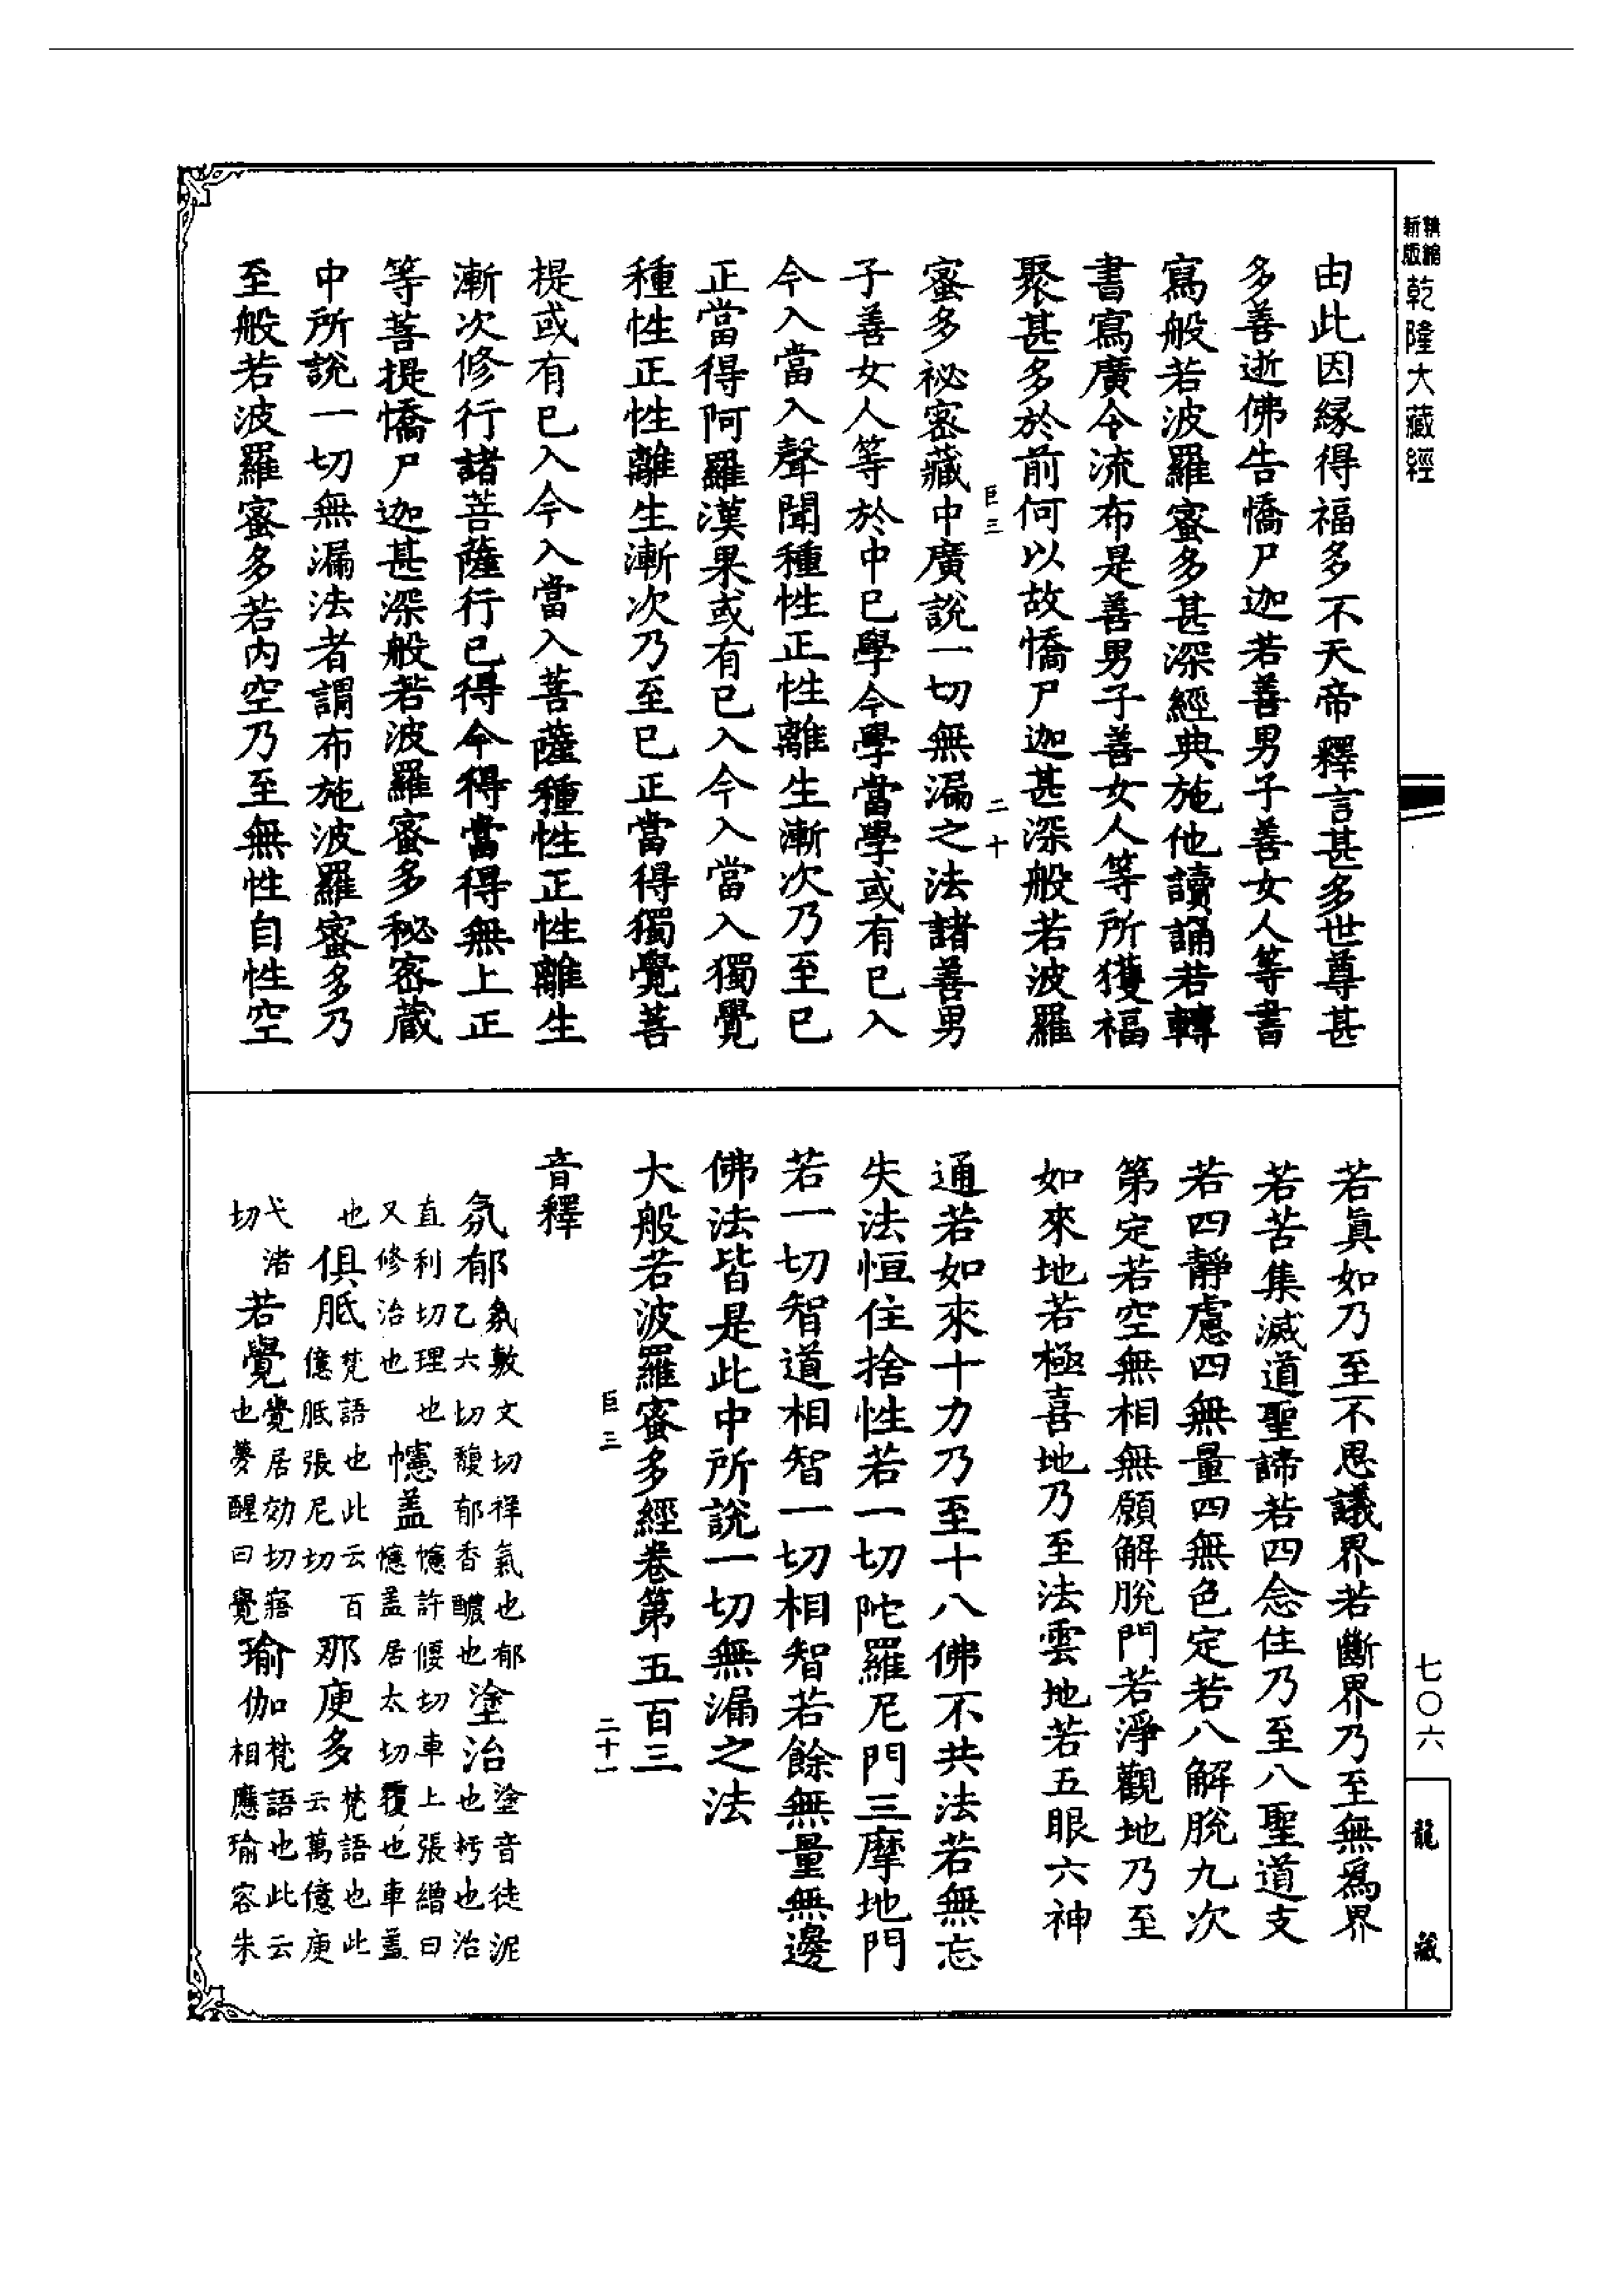 精縮新版乾隆大藏經
由此因緣得福多不天帝釋言甚多世尊甚
多善逝佛告憍尸迦若善男子善女人等書
寫般若波羅蜜多甚深經典施他讀誦若轉
書寫廣令流布是善男子善女人等所獲福
聚甚多於前何以故憍尸迦甚深般若波羅
巨三 二十
蜜多祕密藏中廣說一切無漏之法諸善男
子善女人等於中已學今學當學或有已入
今入當入聲聞種性正性離生漸次乃至已
正當得阿羅漢果或有已入今入當入獨覺
種性正性離生漸次乃至已正當得獨覺菩
提或有已入今入當入菩薩種性正性離生
漸次修行諸菩薩行已得今得當得無上正
等菩提憍尸迦甚深般若波羅蜜多秘密藏
中所說一切無漏法者謂布施波羅蜜多乃
至般若波羅蜜多若內空乃至無性自性空
若眞如乃至不思議界若斷界乃至無爲界
若苦集滅道聖諦若四念住乃至八聖道支
若四靜慮四無量四無色定若八解脫九次
第定若空無相無願解脫門若淨觀地乃至
如來地若極喜地乃至法雲地若五眼六神
通若如來十力乃至十八佛不共法若無忘
失法恒住捨性若一切陀羅尼門三摩地門
若一切智道相智一切相智若餘無量無邊
佛法皆是此中所說一切無漏之法
大般若波羅蜜多經卷第五百三
巨三 二十一
音釋
氛郁氛敷文切祥氣也郁乙六切馥郁香醲也塗治塗音徒泥也杇也治
直利切理也幰蓋幰許偃切車上張繒曰幰蓋居太切覆也車蓋
又修治也
也俱胝梵語也此云百億胝張尼切那庾多梵語也此云萬億庾
弋渚切若覺覺居効切寤也夢醒曰覺瑜伽梵語也此云相應瑜容朱
切
七〇六
龍藏